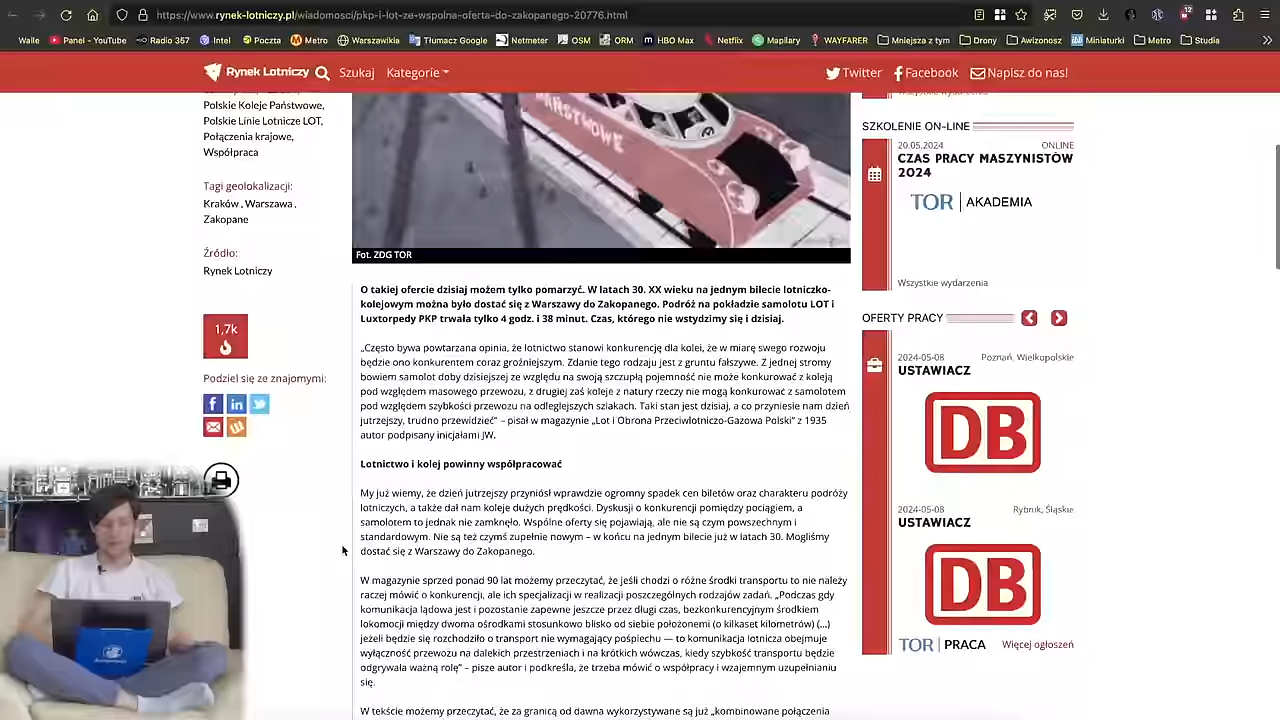 https://www.rynek-lotniczy.pl/wiadomosci/pkp-i-lot-ze-wspolna-oferta-do-zakopanego-20776.html
12
Walle
Panel - YouTube
Radio 357
Intel
Poczta
Metro
Warszawikia
Tłumacz Google
Netmeter
OSM
ORM
HBO Max
Netflix
Mapilary
WAYFARER
Mniejsza z tym
Drony
Awizonosz
Miniaturki
Metro
Studia
Rynek Lotniczy
Szukaj
Kategorie
Twitter
Facebook
Napisz do nas!
Polskie Koleje Państwowe,
Polskie Linie Lotnicze LOT,
Połączenia krajowe,
Współpraca
Tagi geolokalizacji:
Kraków , Warszawa ,
Zakopane
Źródło:
Rynek Lotniczy
1,7k
Podziel się ze znajomymi:
Fot. ZDG TOR
O takiej ofercie dzisiaj możem tylko pomarzyć. W latach 30. XX wieku na jednym bilecie lotniczo-
kolejowym można było dostać się z Warszawy do Zakopanego. Podróż na pokładzie samolotu LOT i
Luxtorpedy PKP trwała tylko 4 godz. i 38 minut. Czas, którego nie wstydzimy się i dzisiaj.
„Często bywa powtarzana opinia, że lotnictwo stanowi konkurencję dla kolei, że w miarę swego rozwoju
będzie ono konkurentem coraz groźniejszym. Zdanie tego rodzaju jest z gruntu fałszywe. Z jednej strony
bowiem samolot doby dzisiejszej ze względu na swoją szczupłą pojemność nie może konkurować z koleją
pod względem masowego przewozu, z drugiej zaś koleje z natury rzeczy nie mogą konkurować z samolotem
pod względem szybkości przewozu na odleglejszych szlakach. Taki stan jest dzisiaj, a co przyniesie nam dzień
jutrzejszy, trudno przewidzieć” – pisał w magazynie „Lot i Obrona Przeciwlotniczo-Gazowa Polski” z 1935
autor podpisany inicjałami JW.
Lotnictwo i kolej powinny współpracować
My już wiemy, że dzień jutrzejszy przyniósł wprawdzie ogromny spadek cen biletów oraz charakteru podróży
lotniczych, a także dał nam koleje dużych prędkości. Dyskusji o konkurencji pomiędzy pociągiem, a
samolotem to jednak nie zamknęło. Wspólne oferty się pojawiają, ale nie są czym powszechnym i
standardowym. Nie są też czymś zupełnie nowym – w końcu na jednym bilecie już w latach 30. Mogliśmy
dostać się z Warszawy do Zakopanego.
W magazynie sprzed ponad 90 lat możemy przeczytać, że jeśli chodzi o różne środki transportu to nie należy
raczej mówić o konkurencji, ale ich specjalizacji w realizacji poszczególnych rodzajów zadań. „Podczas gdy
komunikacja lądowa jest i pozostanie zapewne jeszcze przez długi czas, bezkonkurencyjnym środkiem
lokomocji między dwoma ośrodkami stosunkowo blisko od siebie położonemi (o kilkaset kilometrów) (...)
jeżeli będzie się rozchodziło o transport nie wymagający pośpiechu — to komunikacja lotnicza obejmuje
wyłączność przewozu na dalekich przestrzeniach i na krótkich wówczas, kiedy szybkość transportu będzie
odgrywała ważną rolę” – pisze autor i podkreśla, że trzeba mówić o współpracy i wzajemnym uzupełnianiu
się.
W tekście możemy przeczytać, że za granicą od dawna wykorzystywane są już „kombinowane połączenia
SZKOLENIE ON-LINE
20.05.2024 ONLINE
CZAS PRACY MASZYNISTÓW
2024
TOR AKADEMIA
Wszystkie wydarzenia
OFERTY PRACY
2024-05-08 Poznań, Wielkopolskie
USTAWIACZ
DB
2024-05-08 Rybnik, Śląskie
USTAWIACZ
DB
TOR PRACA Więcej ogłoszeń